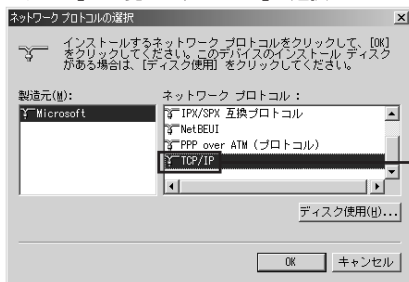 ネットワーク プロトコルの選択
インストールするネットワーク プロトコルをクリックして、[OK]
をクリックしてください。このデバイスのインストール ディスク
がある場合は、[ディスク使用] をクリックしてください。
製造元(M):
Microsoft
ネットワーク プロトコル :
IPX/SPX 互換プロトコル
NetBEUI
PPP over ATM (プロトコル)
TCP/IP
ディスク使用(H)...
OK
キャンセル